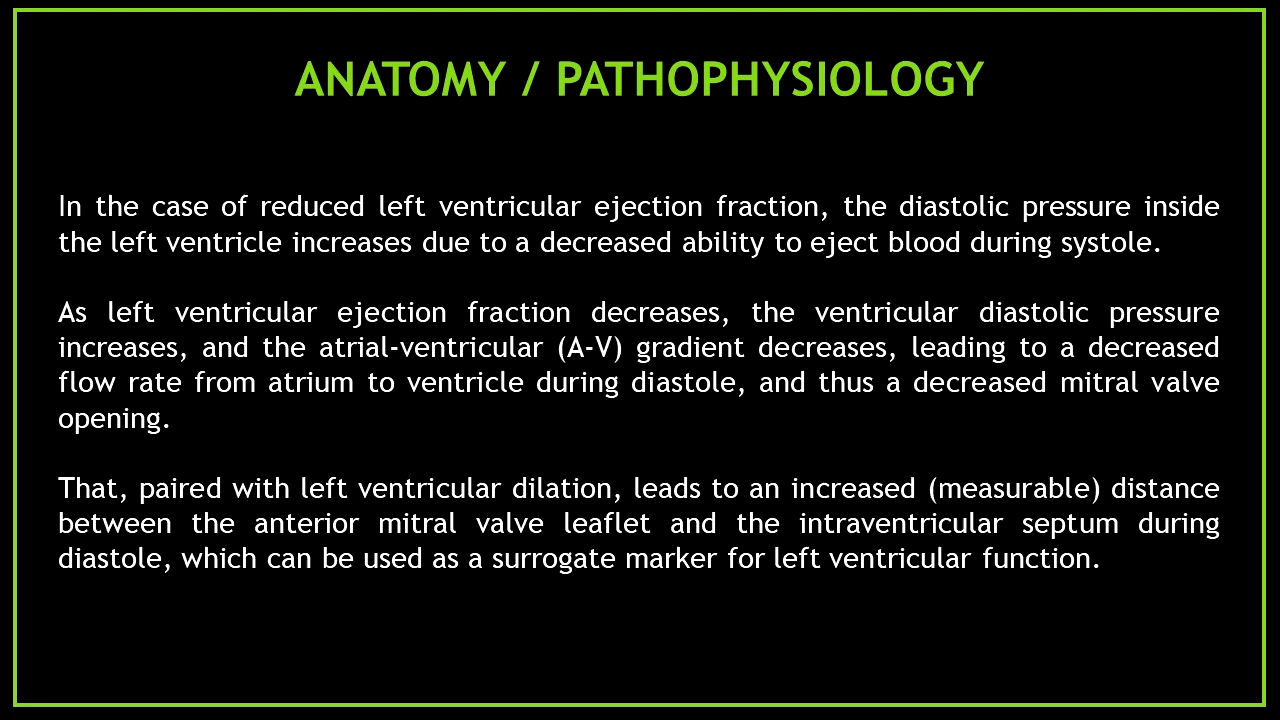 ANATOMY / PATHOPHYSIOLOGY
In the case of reduced left ventricular ejection fraction, the diastolic pressure inside
the left ventricle increases due to a decreased ability to eject blood during systole.
As left ventricular ejection fraction decreases, the ventricular diastolic pressure
increases, and the atrial-ventricular (A-V) gradient decreases, leading to a decreased
flow rate from atrium to ventricle during diastole, and thus a decreased mitral valve
opening.
That, paired with left ventricular dilation, leads to an increased (measurable) distance
between the anterior mitral valve leaflet and the intraventricular septum during
diastole, which can be used as a surrogate marker for left ventricular function.